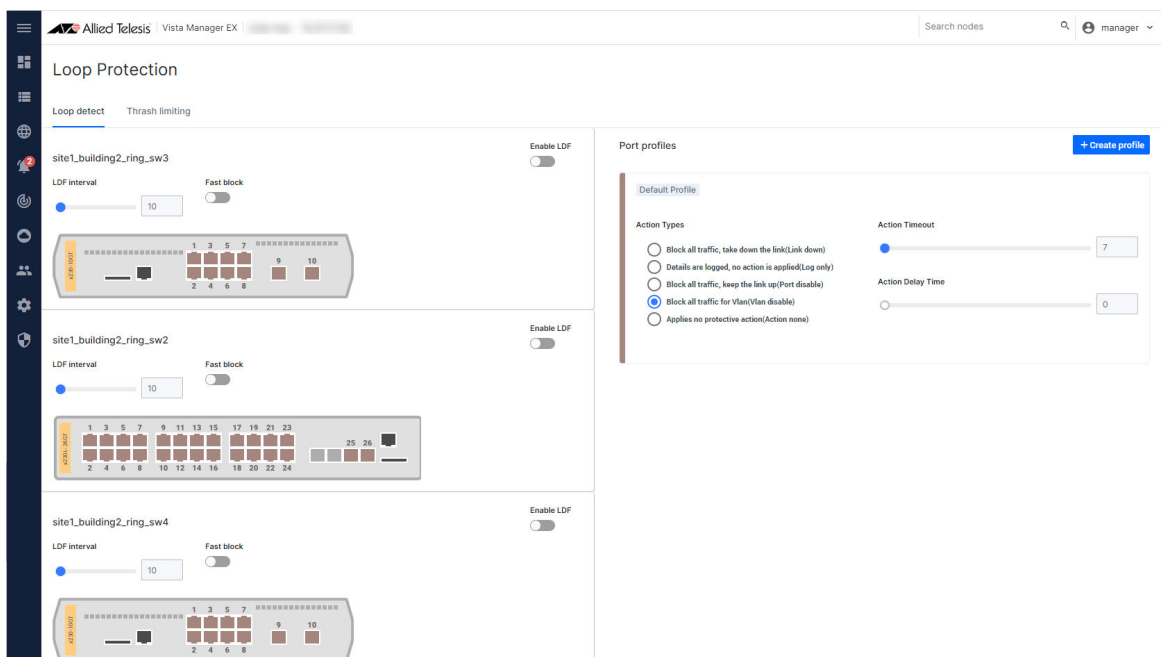 Allied Telesis
Vista Manager EX
Search nodes
manager
2
Loop Protection
Loop detect
Thrash limiting
site1_building2_ring_sw3
Enable LDF
LDF interval
Fast block
10
x230-10GT
1 3 5 7
9 10
2 4 6 8
site1_building2_ring_sw2
Enable LDF
LDF interval
Fast block
10
1 3 5 7 9 11 13 15 17 19 21 23
25 26
2 4 6 8 10 12 14 16 18 20 22 24
site1_building2_ring_sw4
Enable LDF
LDF interval
Fast block
10
x230-10GT
1 3 5 7
9 10
2 4 6 8
Port profiles
+ Create profile
Default Profile
Action Types
Block all traffic, take down the link(Link down)
Details are logged, no action is applied(Log only)
Block all traffic, keep the link up(Port disable)
Block all traffic for Vlan(Vlan disable)
Applies no protective action(Action none)
Action Timeout
7
Action Delay Time
0